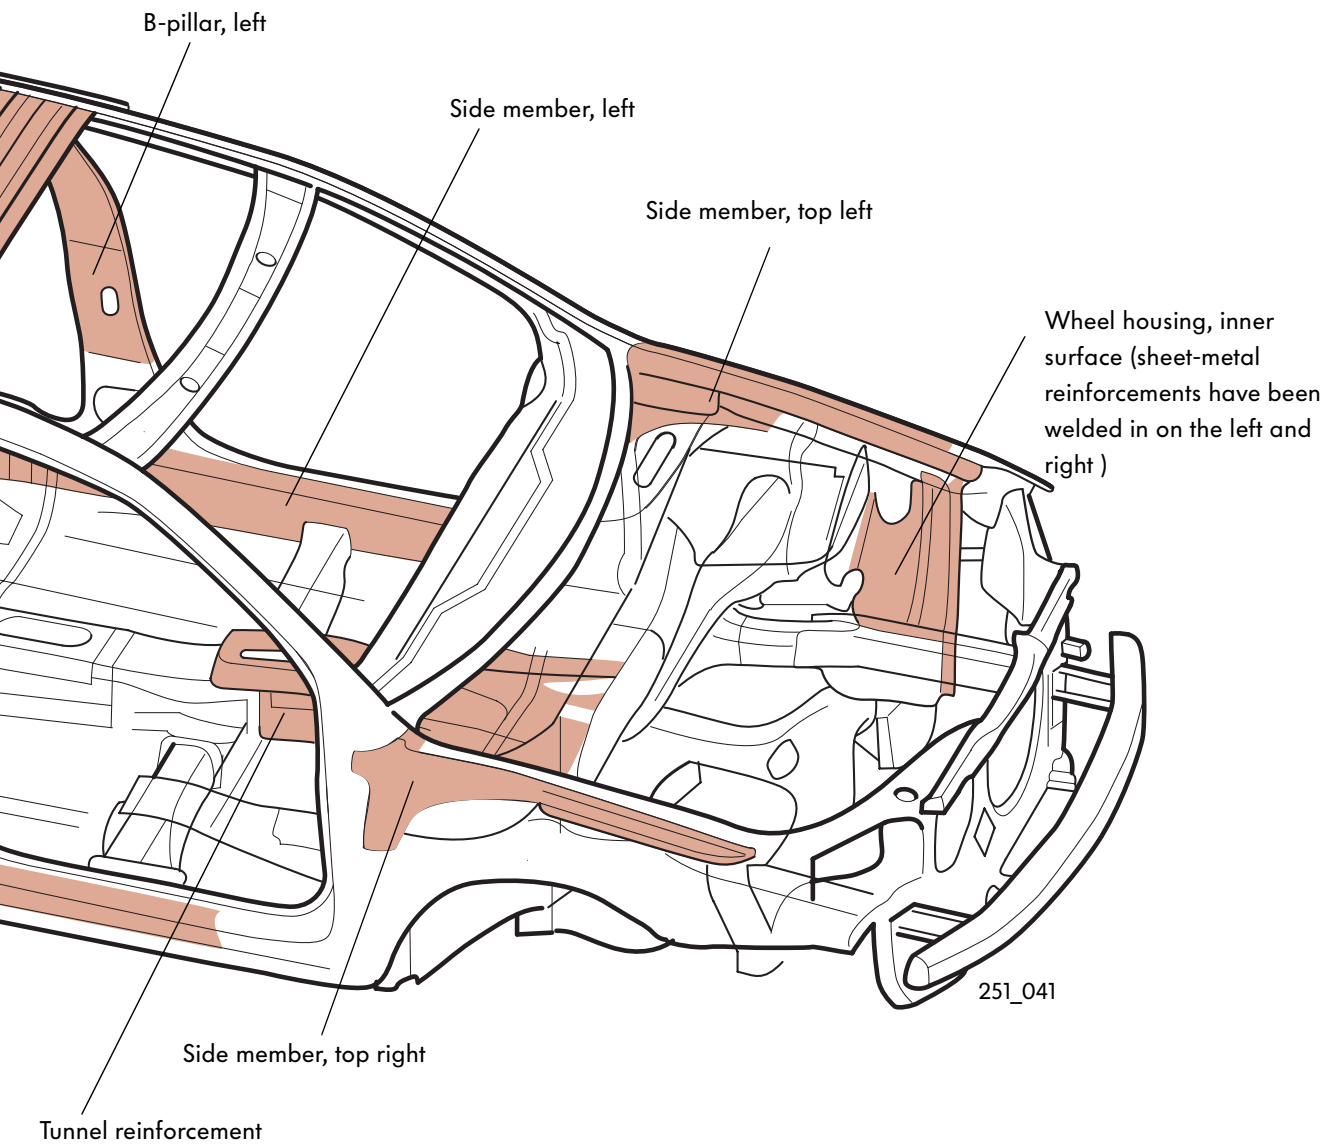 B-pillar, left
Side member, left
Side member, top left
Wheel housing, inner
surface (sheet-metal
reinforcements have been
welded in on the left and
right )
251_041
Side member, top right
Tunnel reinforcement